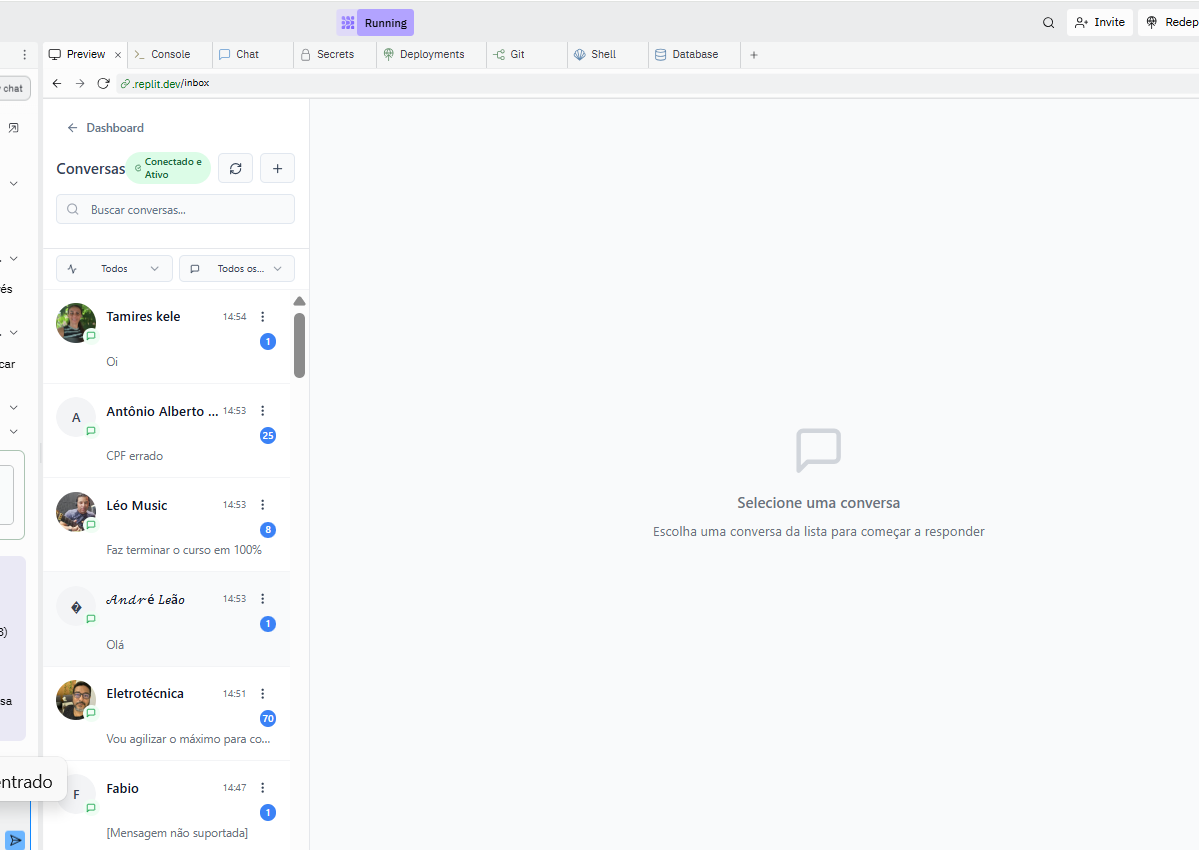 Running
Invite
Redep
Preview
Console
Chat
Secrets
Deployments
Git
Shell
Database
chat
.replit.dev/inbox
Dashboard
Conversas
Conectado e
Ativo
Buscar conversas...
Todos
Todos os...
és
car
3)
sa
entrado
Tamires kele
14:54
1
Oi
A
Antônio Alberto ...
14:53
25
CPF errado
Léo Music
14:53
8
Faz terminar o curso em 100%
𝓐𝓷𝓭𝓻é 𝓛𝓮ã𝓸
14:53
1
Olá
Eletrotécnica
14:51
70
Vou agilizar o máximo para co...
F
Fabio
14:47
1
[Mensagem não suportada]
Selecione uma conversa
Escolha uma conversa da lista para começar a responder